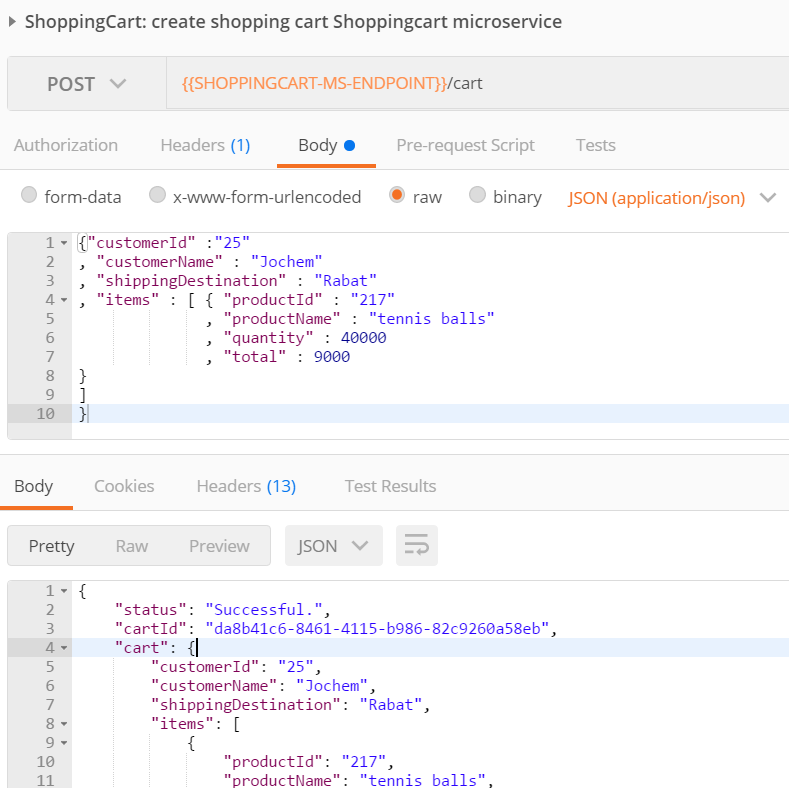 ShoppingCart: create shopping cart Shoppingcart microservice
POST {{SHOPPINGCART-MS-ENDPOINT}}/cart
Authorization Headers (1) Body Pre-request Script Tests
form-data x-www-form-urlencoded raw binary JSON (application/json)
1 {"customerId" :"25"
2 , "customerName" : "Jochem"
3 , "shippingDestination" : "Rabat"
4 , "items" : [ { "productId" : "217"
5 , "productName" : "tennis balls"
6 , "quantity" : 40000
7 , "total" : 9000
8 }
9 ]
10 }
Body Cookies Headers (13) Test Results
Pretty Raw Preview JSON
1 {
2 "status": "Successful.",
3 "cartId": "da8b41c6-8461-4115-b986-82c9260a58eb",
4 "cart": {
5 "customerId": "25",
6 "customerName": "Jochem",
7 "shippingDestination": "Rabat",
8 "items": [
9 {
10 "productId": "217",
11 "productName": "tennis balls",